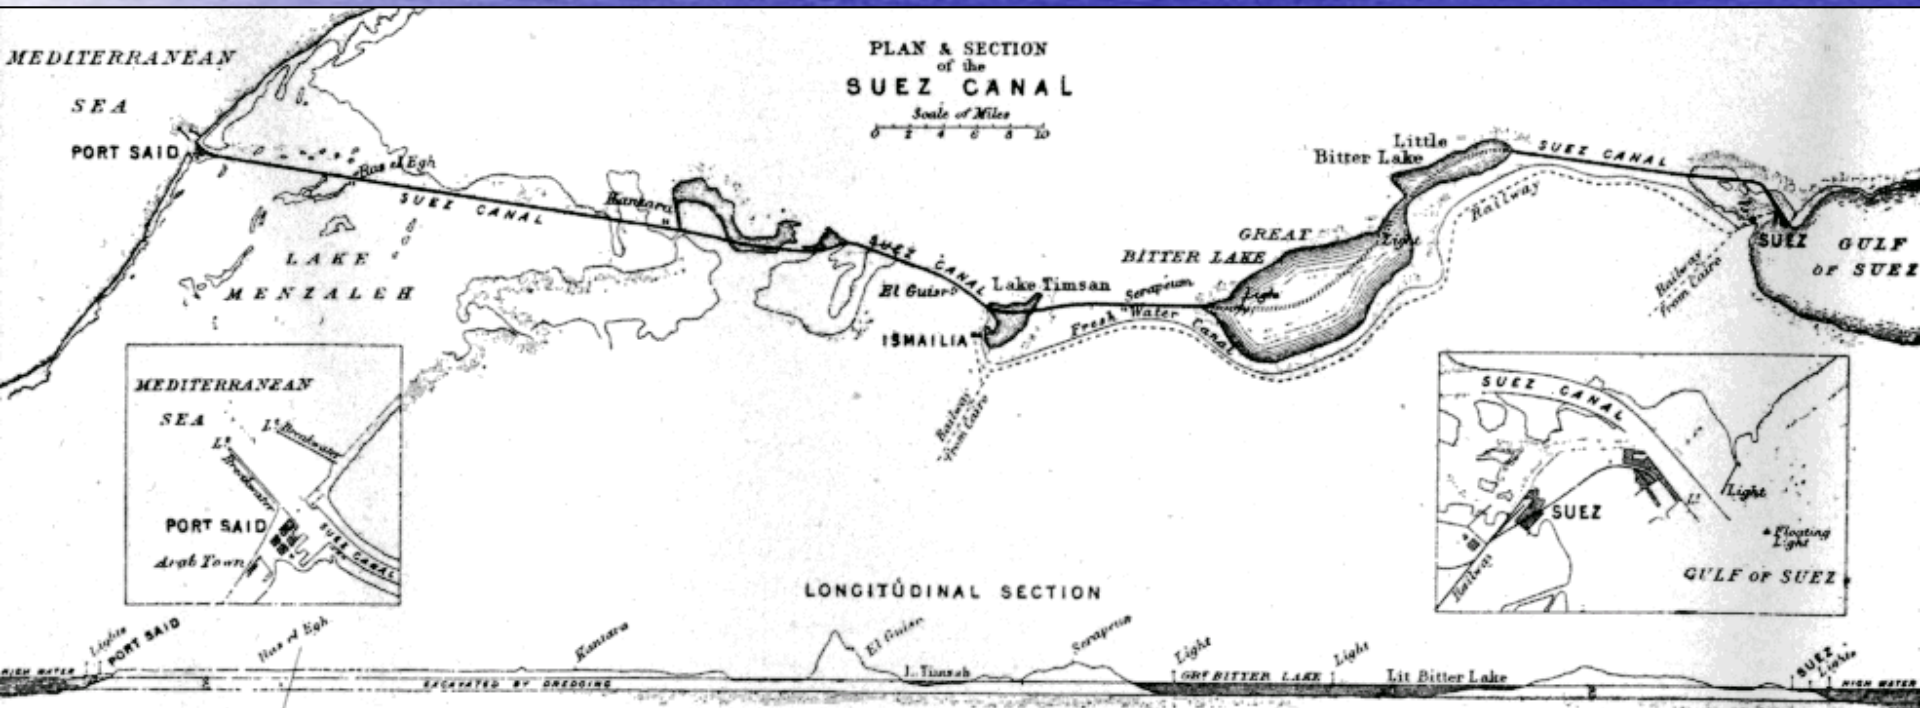 PLAN & SECTION
of the
SUEZ CANAL
Scale of Miles
0 2 4 6 8 10
MEDITERRANEAN
SEA
PORT SAID
Ras el Egh
SUEZ CANAL
LAKE
MENZALEH
Kantara
SUEZ CANAL
El Guisr
Lake Timsan
ISMAILIA
Railway
from Cairo
Serapeum
Fresh Water Canal
GREAT
BITTER LAKE
Light
Light
Little
Bitter Lake
SUEZ CANAL
Railway
Railway
from Cairo
SUEZ
GULF
OF SUEZ
MEDITERRANEAN
SEA
Lt. Breakwater
Lt. Breakwater
PORT SAID
Arab Town
SUEZ CANAL
SUEZ CANAL
SUEZ
Railway
Lt.
Light
Floating
Light
GULF OF SUEZ
LONGITUDINAL SECTION
HIGH WATER
Lights
PORT SAID
Ras el Egh
Kantara
EXCAVATED BY DREDGING
El Guisr
L. Timsah
Serapeum
Light
GRT BITTER LAKE
Light
Lit Bitter Lake
SUEZ
Lights
HIGH WATER